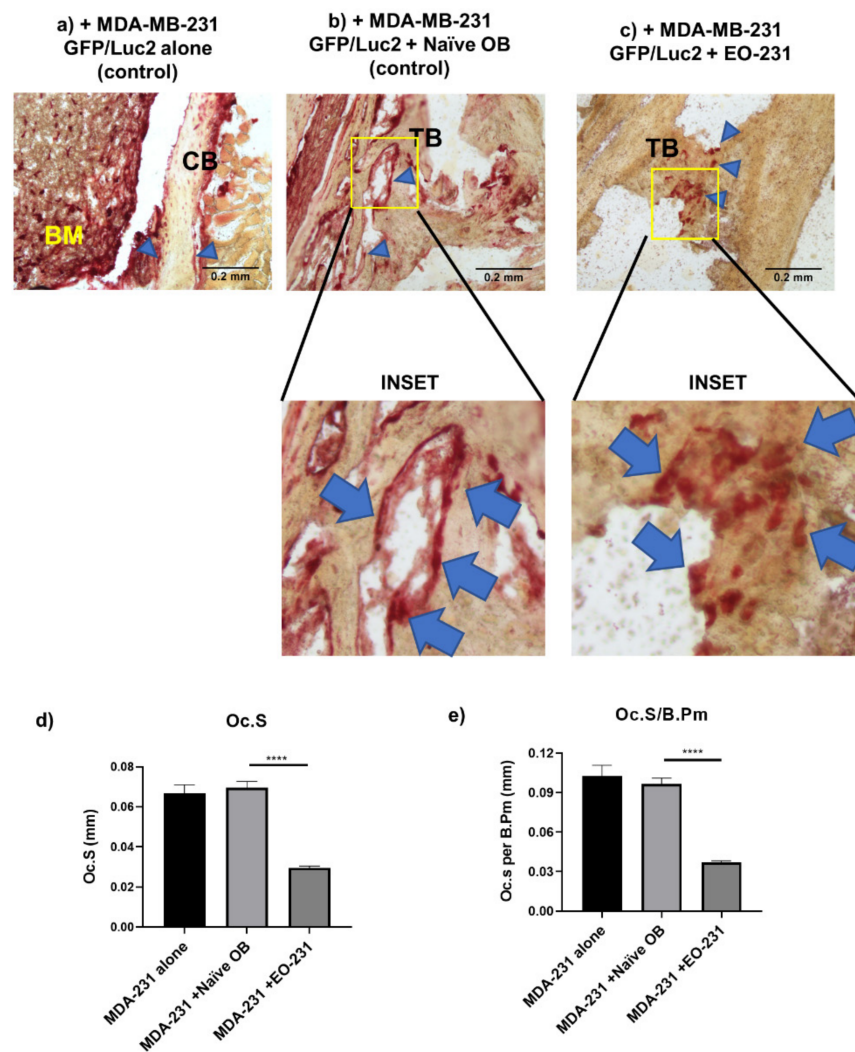 a) + MDA-MB-231
GFP/Luc2 alone
(control)
b) + MDA-MB-231
GFP/Luc2 + Naïve OB
(control)
c) + MDA-MB-231
GFP/Luc2 + EO-231
BM
CB
0.2 mm
TB
0.2 mm
TB
0.2 mm
INSET
INSET
d)
Oc.S
****
Oc.S (mm)
0.08
0.06
0.04
0.02
0.00
MDA-231 alone
MDA-231 +Naïve OB
MDA-231 +EO-231
e)
Oc.S/B.Pm
****
Oc.s per B.Pm (mm)
0.12
0.09
0.06
0.03
0.00
MDA-231 alone
MDA-231 +Naïve OB
MDA-231 +EO-231